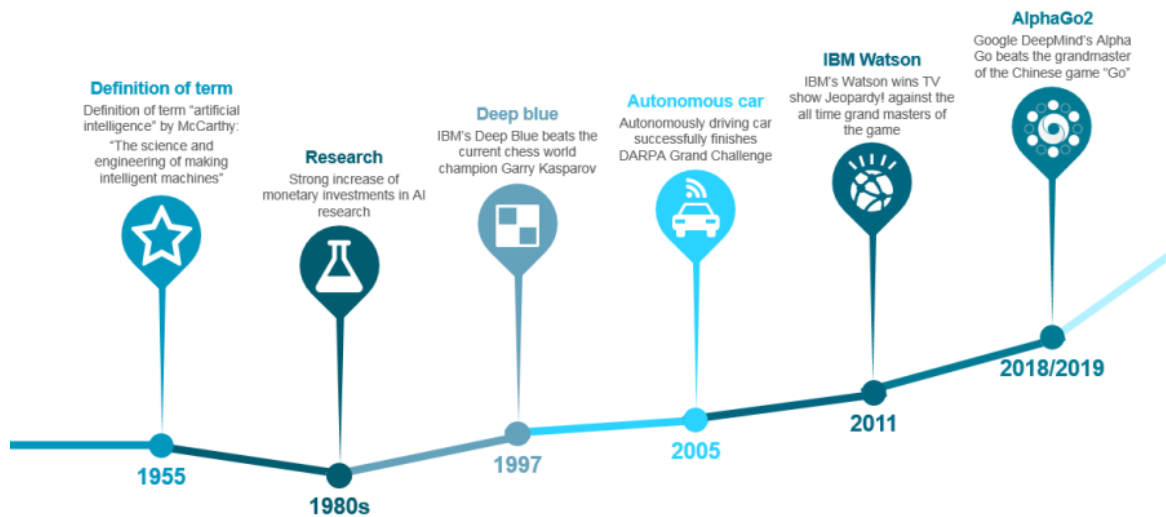 Definition of term
Definition of term "artificial
intelligence" by McCarthy:
"The science and
engineering of making
intelligent machines"
1955
Research
Strong increase of
monetary investments in AI
research
1980s
Deep blue
IBM's Deep Blue beats the
current chess world
champion Garry Kasparov
1997
Autonomous car
Autonomously driving car
successfully finishes
DARPA Grand Challenge
2005
IBM Watson
IBM's Watson wins TV
show Jeopardy! against the
all time grand masters of
the game
2011
AlphaGo2
Google DeepMind's Alpha
Go beats the grandmaster
of the Chinese game "Go"
2018/2019